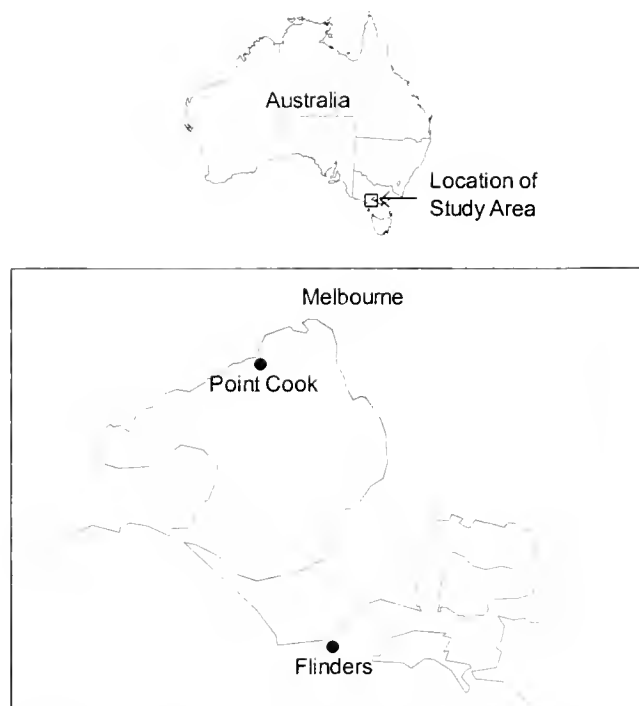 Australia
Location of
Study Area
Melbourne
Point Cook
Flinders